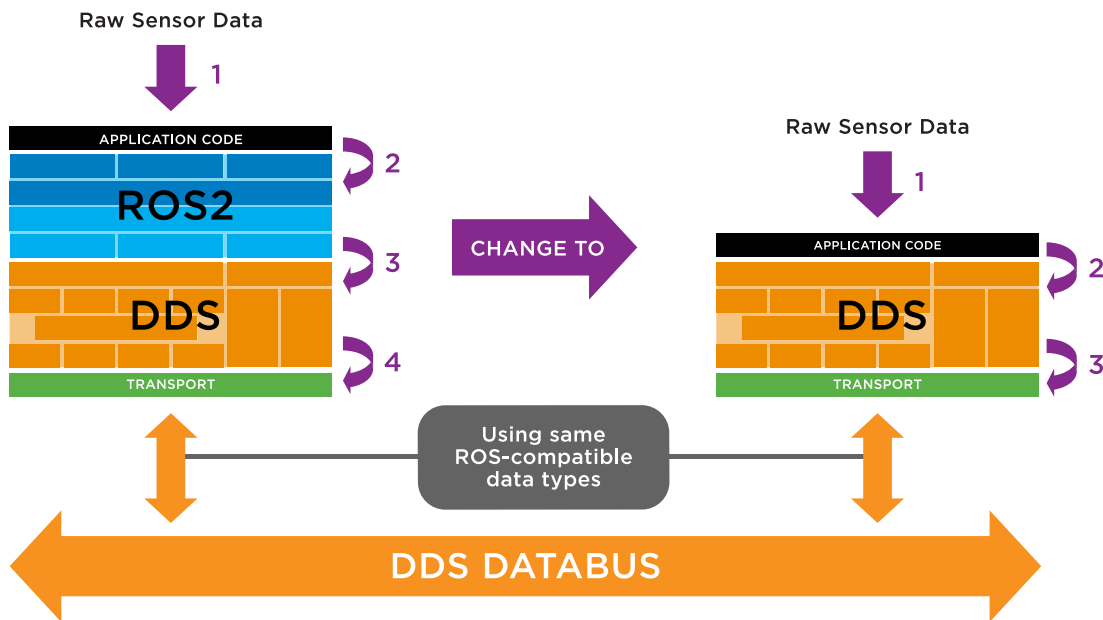 Raw Sensor Data
1
APPLICATION CODE
2
ROS2
3
DDS
4
TRANSPORT
CHANGE TO
Raw Sensor Data
1
APPLICATION CODE
2
DDS
3
TRANSPORT
Using same
ROS-compatible
data types
DDS DATABUS